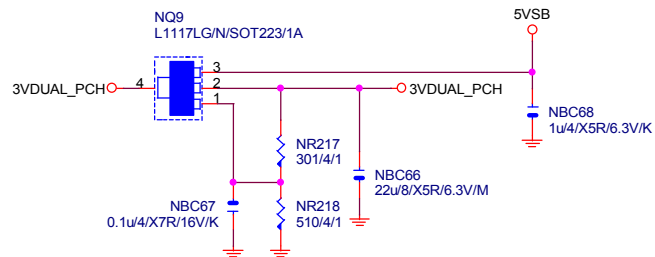 NQ9
L1117LG/N/SOT223/1A
5VSB
3
3VDUAL_PCH
4
2
3VDUAL_PCH
1
NBC68
1u/4/X5R/6.3V/K
NR217
301/4/1
NBC66
22u/8/X5R/6.3V/M
NBC67
0.1u/4/X7R/16V/K
NR218
510/4/1